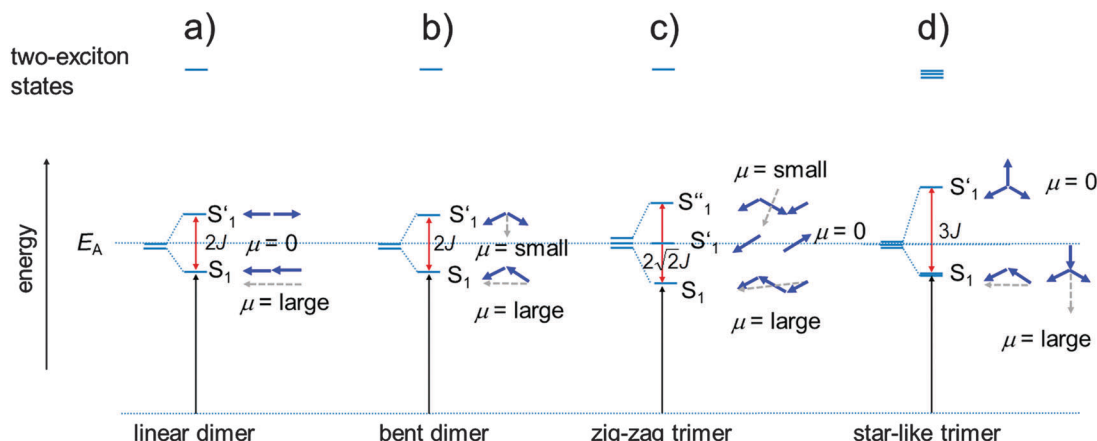 a) b) c) d)
two-exciton
states
energy
E_A
S'₁
2J
μ = 0
S₁
μ = large
linear dimer
S'₁
2J
μ = small
S₁
μ = large
bent dimer
μ = small
S"₁
S'₁
μ = 0
2√2J
S₁
μ = large
zig-zag trimer
S'₁
μ = 0
3J
S₁
μ = large
star-like trimer